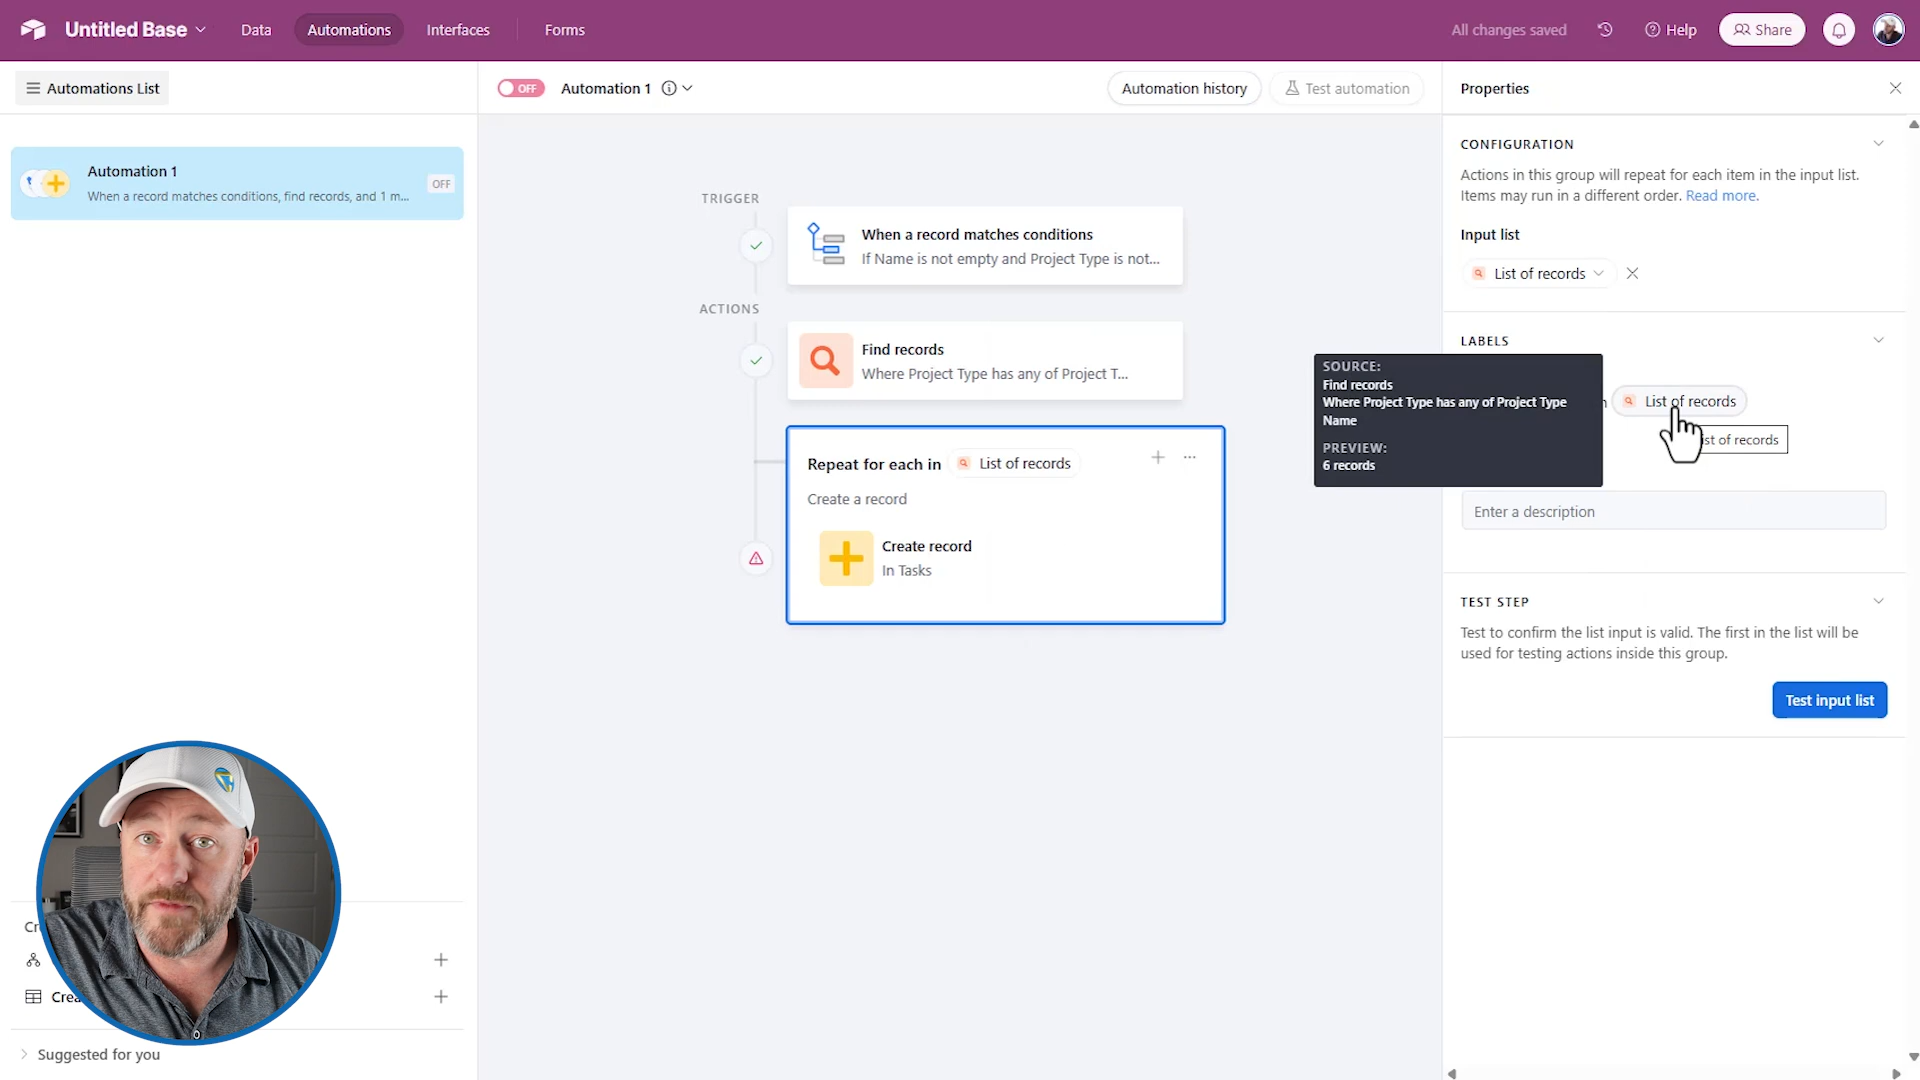 Untitled Base
Data
Automations
Interfaces
Forms
All changes saved
Help
Share
Automations List
OFF
Automation 1
Automation history
Test automation
Properties
Automation 1
When a record matches conditions, find records, and 1 m...
OFF
TRIGGER
When a record matches conditions
If Name is not empty and Project Type is not...
ACTIONS
Find records
Where Project Type has any of Project T...
Repeat for each in
List of records
Create a record
Create record
In Tasks
CONFIGURATION
Actions in this group will repeat for each item in the input list.
Items may run in a different order. Read more.
Input list
List of records
LABELS
SOURCE:
Find records
Where Project Type has any of Project Type
Name
PREVIEW:
6 records
List of records
ist of records
Enter a description
TEST STEP
Test to confirm the list input is valid. The first in the list will be
used for testing actions inside this group.
Test input list
Suggested for you